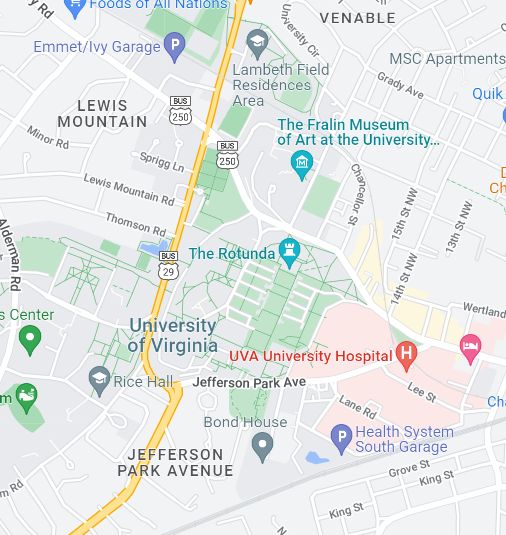 y Rd
Foods of All Nations
VENABLE
University Cir
Emmet/Ivy Garage
P
Lambeth Field
Residences
Area
MSC Apartments
Grady Ave
Quik
LEWIS
MOUNTAIN
BUS
250
Minor Rd
The Fralin Museum
of Art at the University...
BUS
250
Sprigg Ln
Lewis Mountain Rd
Chancellor St
15th St NW
13th St NW
D
Ch
Thomson Rd
Alderman Rd
The Rotunda
BUS
29
14th St NW
s Center
Wertland
University
of Virginia
UVA University Hospital
H
Rice Hall
Jefferson Park Ave
Lee St
m
Lane Rd
Cha
Bond House
P
Health System
South Garage
JEFFERSON
PARK AVENUE
Grove St
King St
King St
m Rd
N